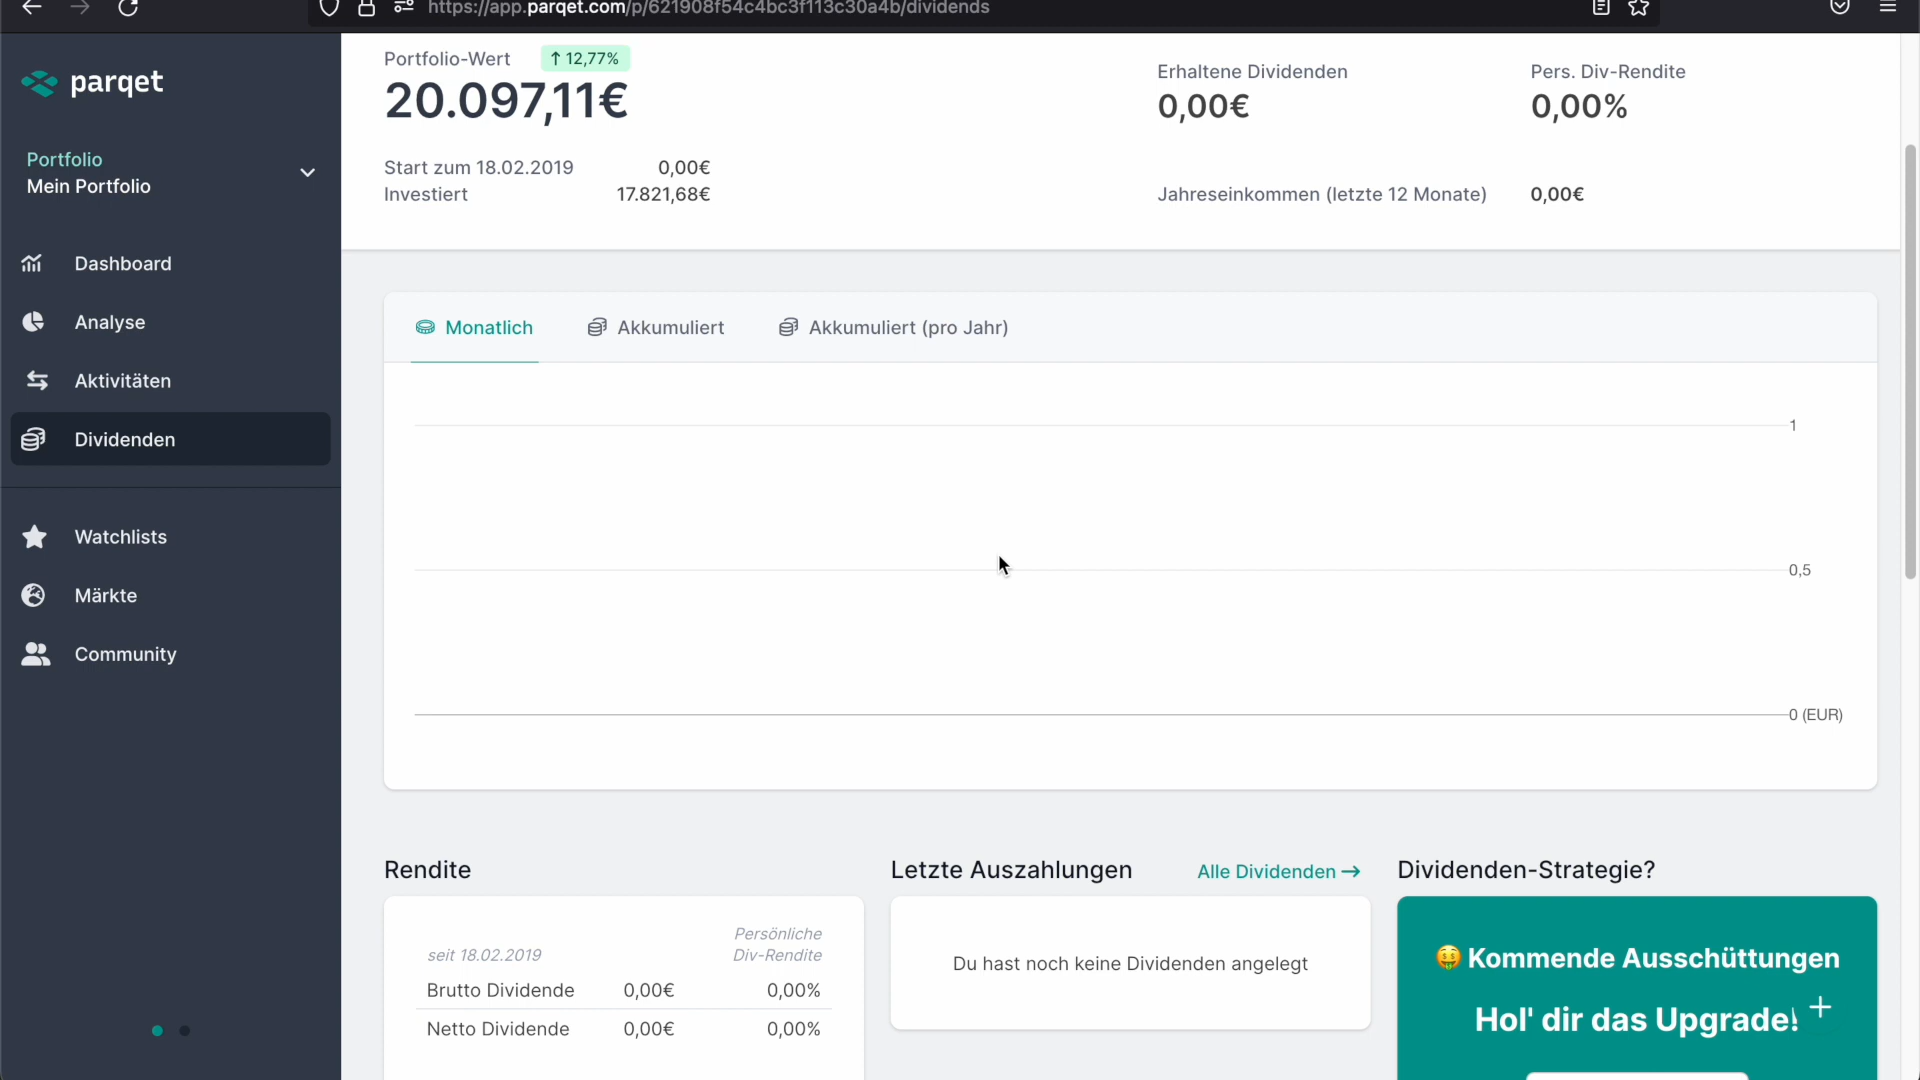 https://app.parqet.com/p/621908f54c4bc3f113c30a4b/dividends
parqet
Portfolio
Mein Portfolio
Dashboard
Analyse
Aktivitäten
Dividenden
Watchlists
Märkte
Community
Portfolio-Wert ↑ 12,77%
20.097,11€
Start zum 18.02.2019 0,00€
Investiert 17.821,68€
Erhaltene Dividenden
0,00€
Pers. Div-Rendite
0,00%
Jahreseinkommen (letzte 12 Monate) 0,00€
Monatlich Akkumuliert Akkumuliert (pro Jahr)
1
0,5
0 (EUR)
Rendite
seit 18.02.2019
Persönliche
Div-Rendite
Brutto Dividende 0,00€ 0,00%
Netto Dividende 0,00€ 0,00%
Letzte Auszahlungen Alle Dividenden →
Du hast noch keine Dividenden angelegt
Dividenden-Strategie?
🤑 Kommende Ausschüttungen
Hol' dir das Upgrade!